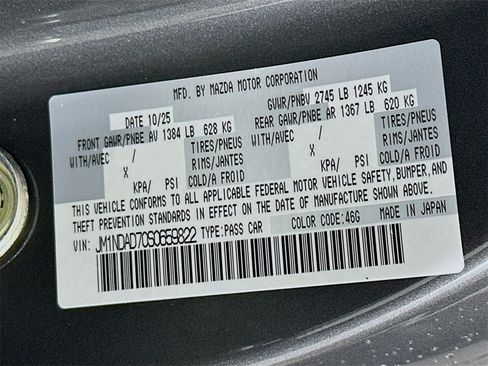 MFD. BY MAZDA MOTOR CORPORATION
DATE 10/25 GVWR/PNBV 2745 LB 1245 KG
FRONT GAWR/PNBE AV 1384 LB 628 KG REAR GAWR/PNBE AR 1367 LB 620 KG
WITH/AVEC / TIRES/PNEUS WITH/AVEC / TIRES/PNEUS
X RIMS/JANTES X RIMS/JANTES
KPA/ PSI COLD/A FROID KPA/ PSI COLD/A FROID
THIS VEHICLE CONFORMS TO ALL APPLICABLE FEDERAL MOTOR VEHICLE SAFETY,BUMPER,AND
THEFT PREVENTION STANDARDS IN EFFECT ON THE DATE OF MANUFACTURE SHOWN ABOVE.
VIN: JM1NDAD70S0659822 TYPE:PASS CAR COLOR CODE:46G MADE IN JAPAN